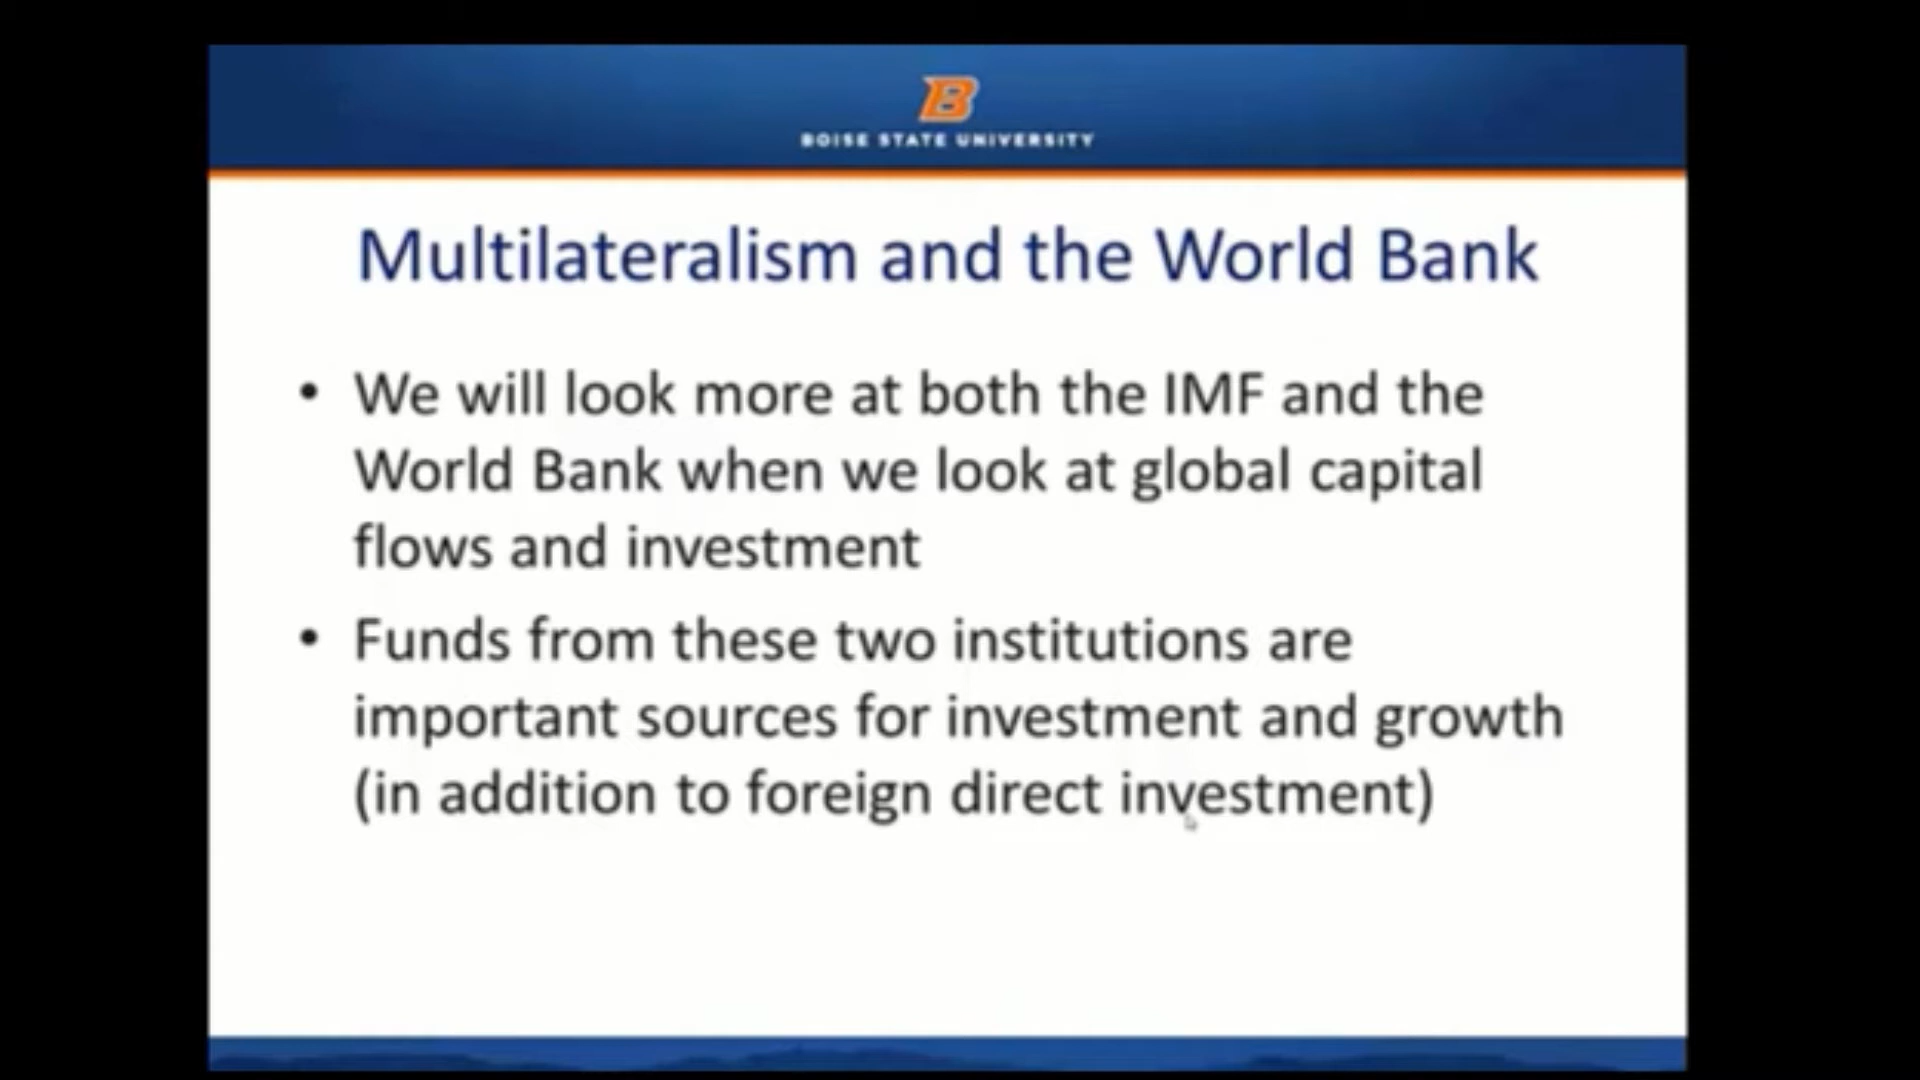 B
BOISE STATE UNIVERSITY
Multilateralism and the World Bank
• We will look more at both the IMF and the
World Bank when we look at global capital
flows and investment
• Funds from these two institutions are
important sources for investment and growth
(in addition to foreign direct investment)